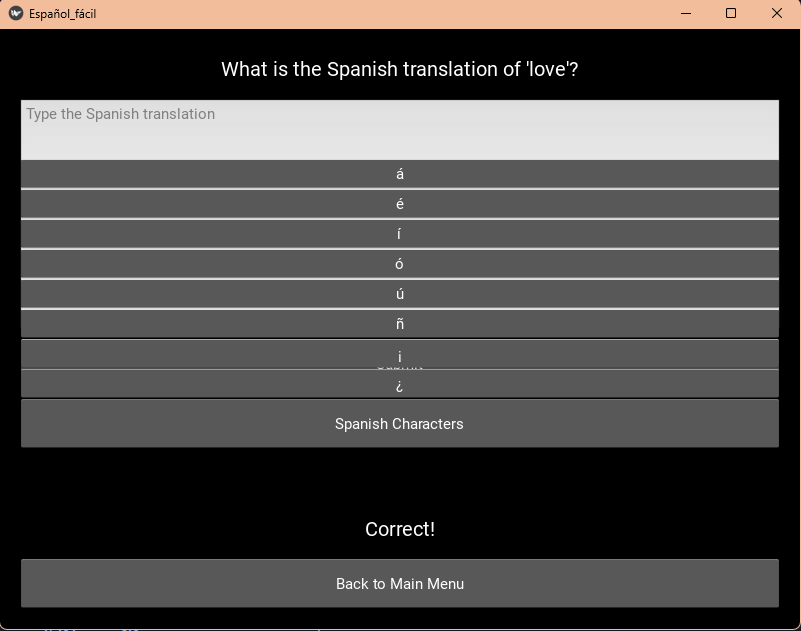 Español_fácil
What is the Spanish translation of 'love'?
Type the Spanish translation
á
é
í
ó
ú
ñ
¡
¿
Spanish Characters
Correct!
Back to Main Menu